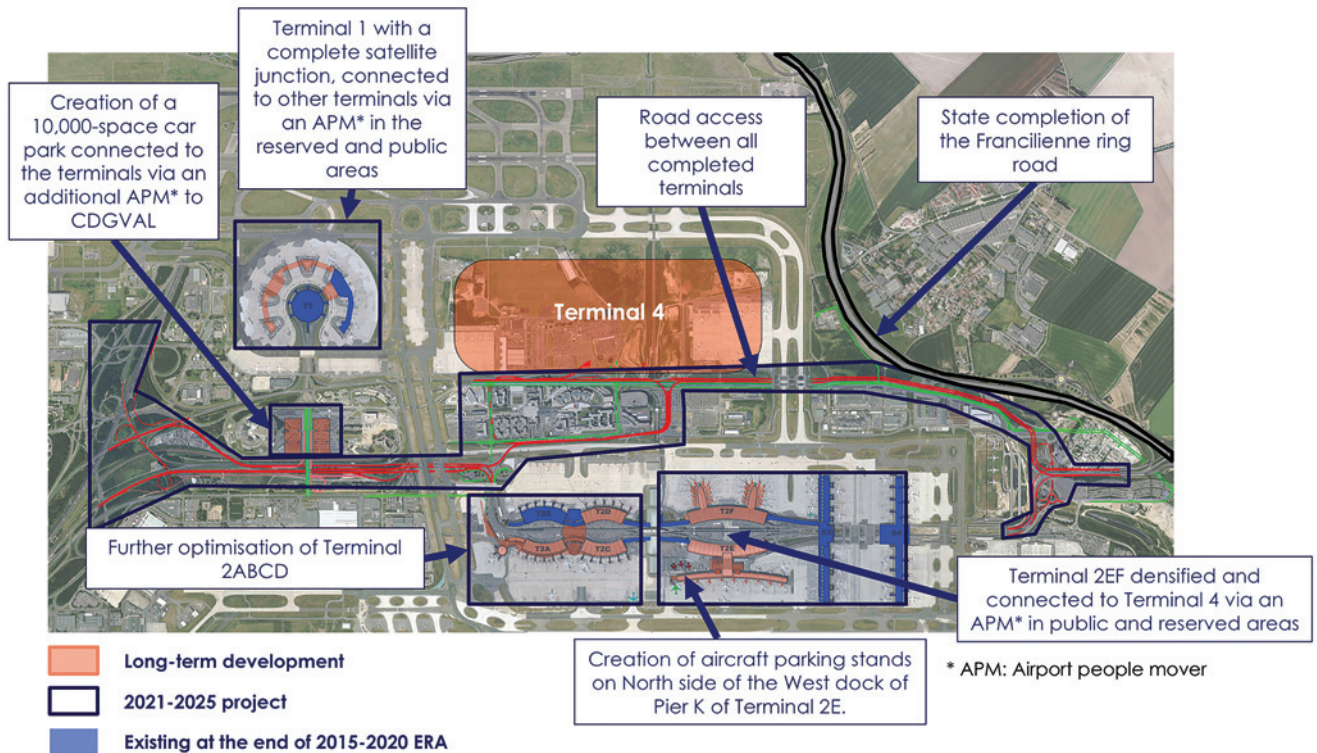 Terminal 1 with a
complete satellite
junction, connected
to other terminals via
an APM* in the
reserved and public
areas
Creation of a
10,000-space car
park connected to
the terminals via an
additional APM* to
CDGVAL
Road access
between all
completed
terminals
State completion of
the Francilienne ring
road
Terminal 4
T2D
T2F
T2A
T2C
T2E
Further optimisation of Terminal
2ABCD
Terminal 2EF densified and
connected to Terminal 4 via an
APM* in public and reserved areas
Creation of aircraft parking stands
on North side of the West dock of
Pier K of Terminal 2E.
* APM: Airport people mover
Long-term development
2021-2025 project
Existing at the end of 2015-2020 ERA